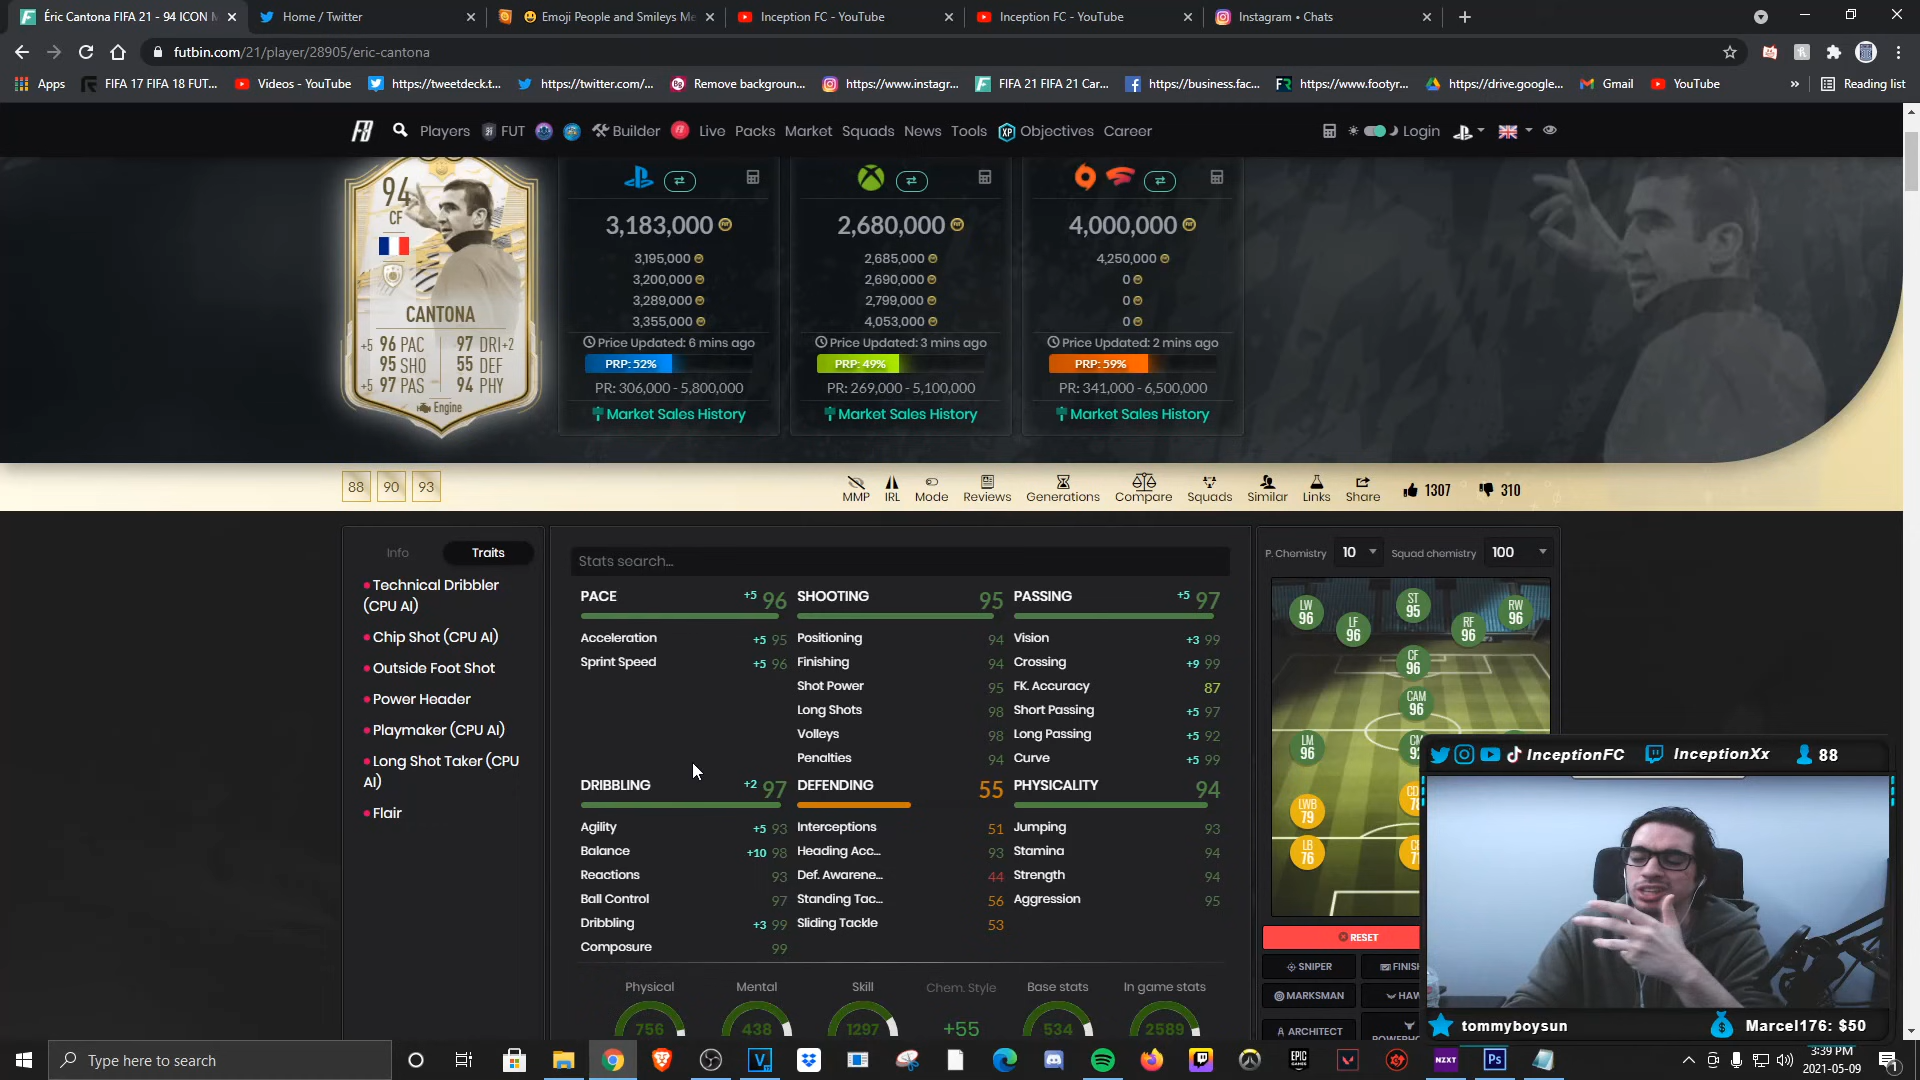 Éric Cantona FIFA 21 - 94 ICON M
Home / Twitter
Emoji People and Smileys Me
Inception FC - YouTube
Inception FC - YouTube
Instagram • Chats
futbin.com/21/player/28905/eric-cantona
Apps
FIFA 17 FIFA 18 FUT...
Videos - YouTube
https://tweetdeck.t...
https://twitter.com/...
Remove backgroun...
https://www.instagr...
FIFA 21 FIFA 21 Car...
https://business.fac...
https://www.footyr...
https://drive.google...
Gmail
YouTube
»
Reading list
Players
FUT
Builder
Live
Packs
Market
Squads
News
Tools
XP
Objectives
Career
Login
94
CF
CANTONA
+5 96 PAC 97 DRI+2
95 SHO 55 DEF
+5 97 PAS 94 PHY
Engine
3,183,000
3,195,000
3,200,000
3,289,000
3,355,000
Price Updated: 6 mins ago
PRP: 52%
PR: 306,000 - 5,800,000
Market Sales History
2,680,000
2,685,000
2,690,000
2,799,000
4,053,000
Price Updated: 3 mins ago
PRP: 49%
PR: 269,000 - 5,100,000
Market Sales History
4,000,000
4,250,000
0
0
0
Price Updated: 2 mins ago
PRP: 59%
PR: 341,000 - 6,500,000
Market Sales History
88 90 93
MMP
IRL
Mode
Reviews
Generations
Compare
Squads
Similar
Links
Share
1307
310
Info
Traits
Technical Dribbler
(CPU AI)
Chip Shot (CPU AI)
Outside Foot Shot
Power Header
Playmaker (CPU AI)
Long Shot Taker (CPU
AI)
Flair
Stats search...
PACE +5 96
Acceleration +5 95
Sprint Speed +5 96
SHOOTING 95
Positioning 94
Finishing 94
Shot Power 95
Long Shots 98
Volleys 98
Penalties 94
PASSING +5 97
Vision +3 99
Crossing +9 99
FK. Accuracy 87
Short Passing +5 97
Long Passing +5 92
Curve +5 99
DRIBBLING +2 97
Agility +5 93
Balance +10 98
Reactions 93
Ball Control 97
Dribbling +3 99
Composure 99
DEFENDING 55
Interceptions 51
Heading Acc... 93
Def. Awarene... 44
Standing Tac... 56
Sliding Tackle 53
PHYSICALITY 94
Jumping 93
Stamina 94
Strength 94
Aggression 95
Physical
756
Mental
438
Skill
1297
Chem. Style
+55
Base stats
534
In game stats
2589
P. Chemistry 10
Squad chemistry 100
LW
96
LF
96
ST
95
RF
96
RW
96
CF
96
CAM
96
LM
96
LWB
79
LB
76
RESET
SNIPER
FINISH
MARKSMAN
HAW
ARCHITECT
InceptionFC
InceptionXx
88
tommyboysun
Marcel176: $50
Type here to search
3:39 PM
2021-05-09